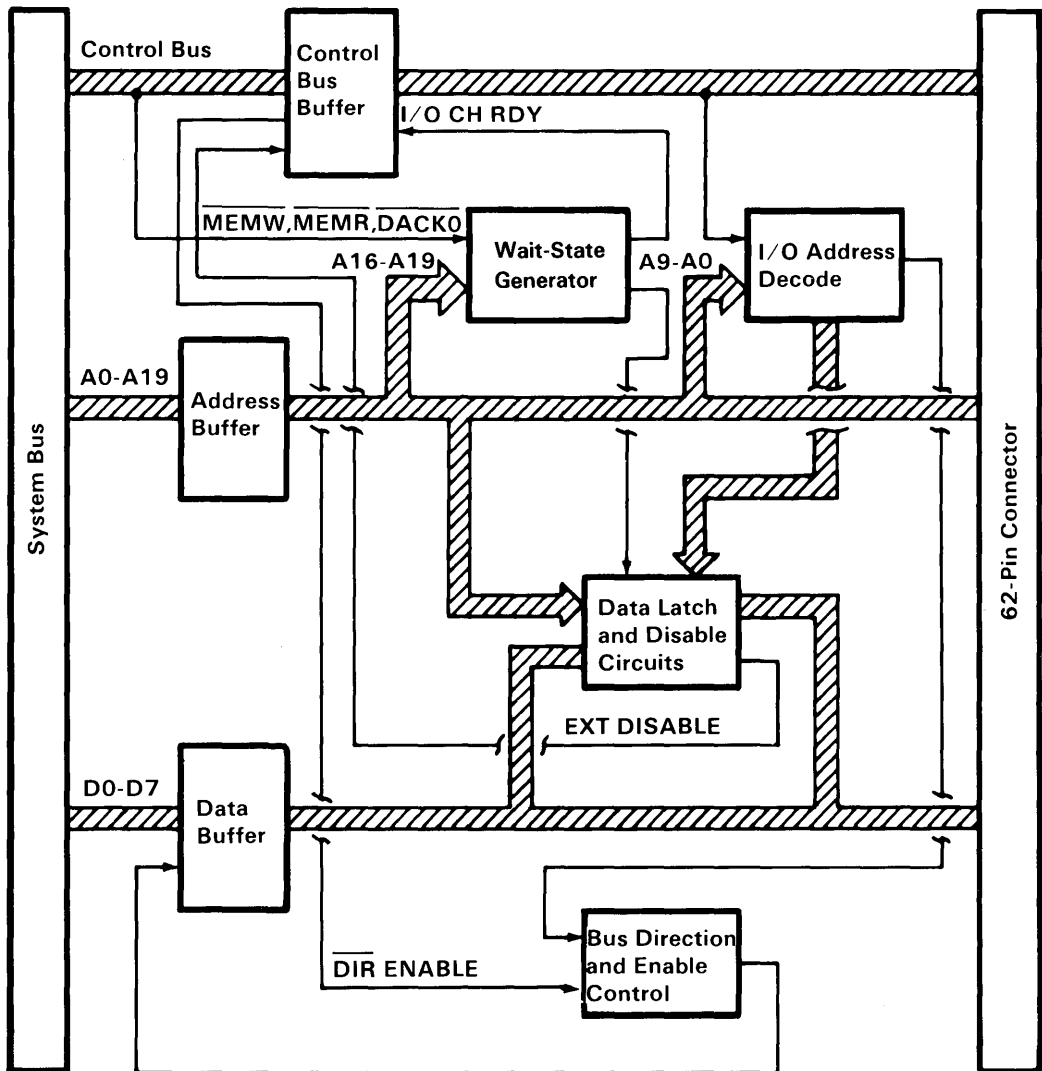 Control Bus
Control
Bus
Buffer
I/O CH RDY
MEMW,MEMR,DACK0
A16-A19
Wait-State
Generator
A9-A0
I/O Address
Decode
A0-A19
Address
Buffer
System Bus
62-Pin Connector
Data Latch
and Disable
Circuits
EXT DISABLE
D0-D7
Data
Buffer
DIR ENABLE
Bus Direction
and Enable
Control